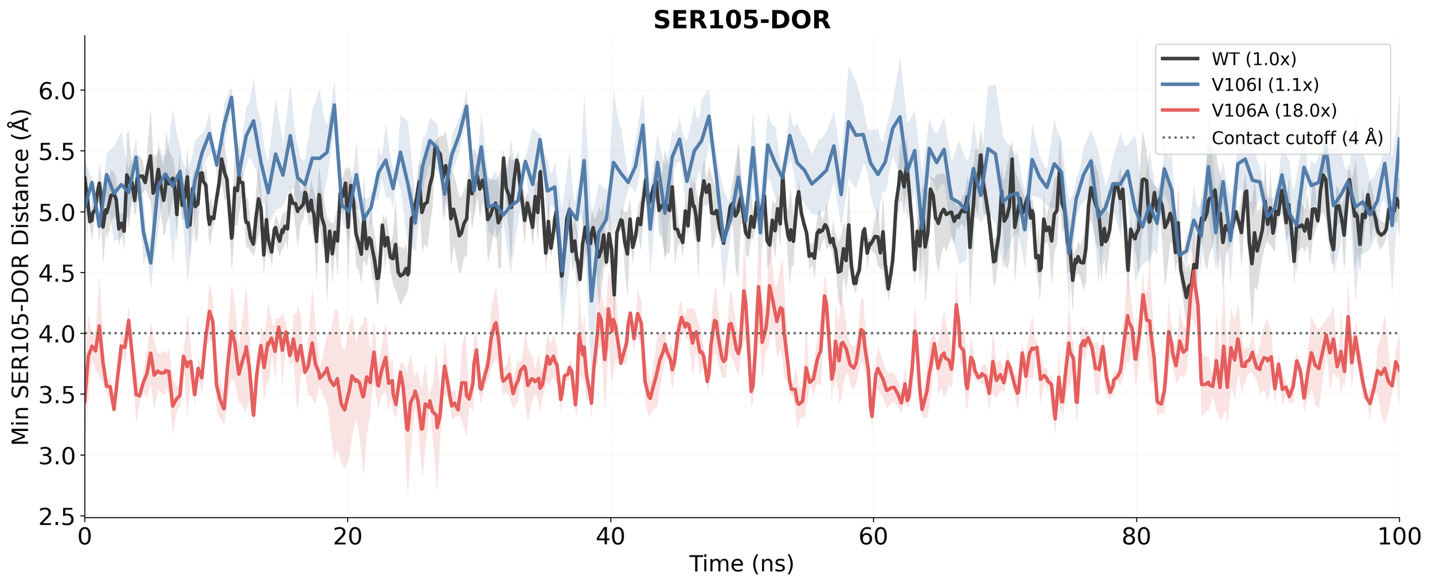 SER105-DOR
Min SER105-DOR Distance (Å)
6.0
5.5
5.0
4.5
4.0
3.5
3.0
2.5
WT (1.0x)
V106I (1.1x)
V106A (18.0x)
Contact cutoff (4 Å)
0 20 40 60 80 100
Time (ns)